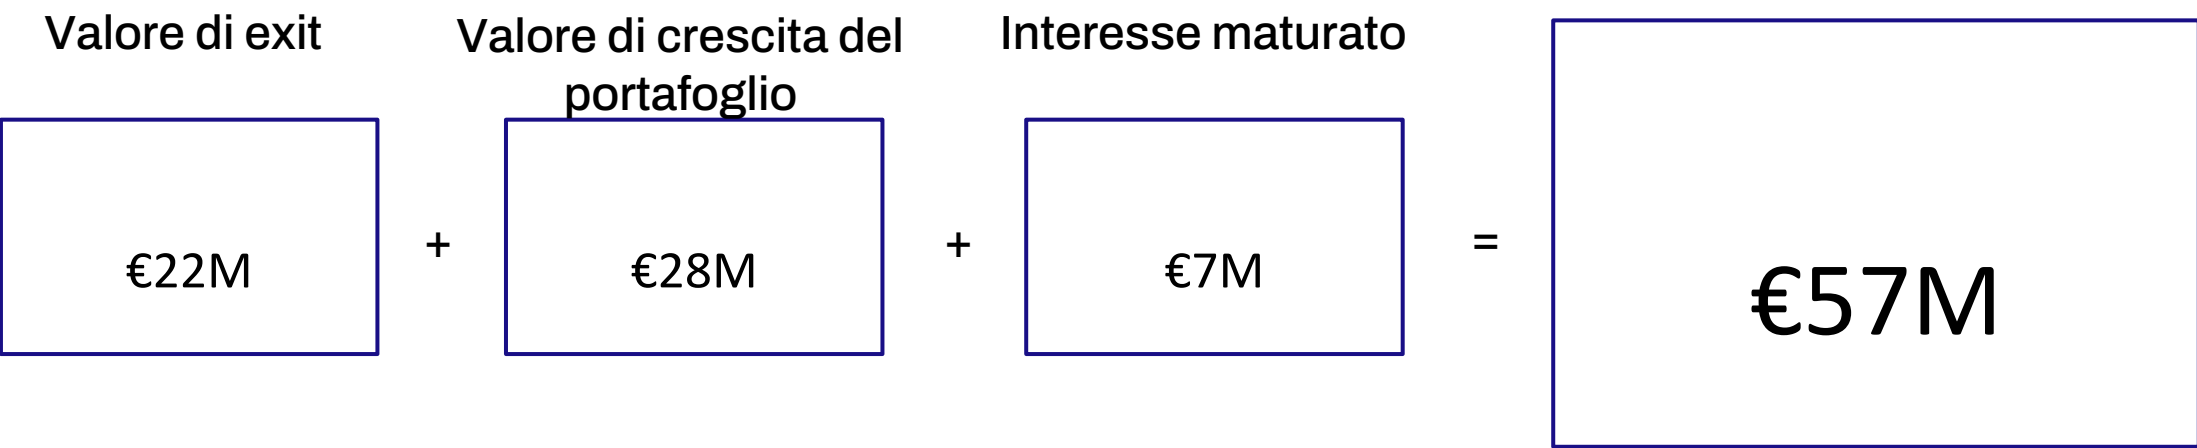 Valore di exit
Valore di crescita del
portafoglio
Interesse maturato
€22M
+
€28M
+
€7M
=
€57M